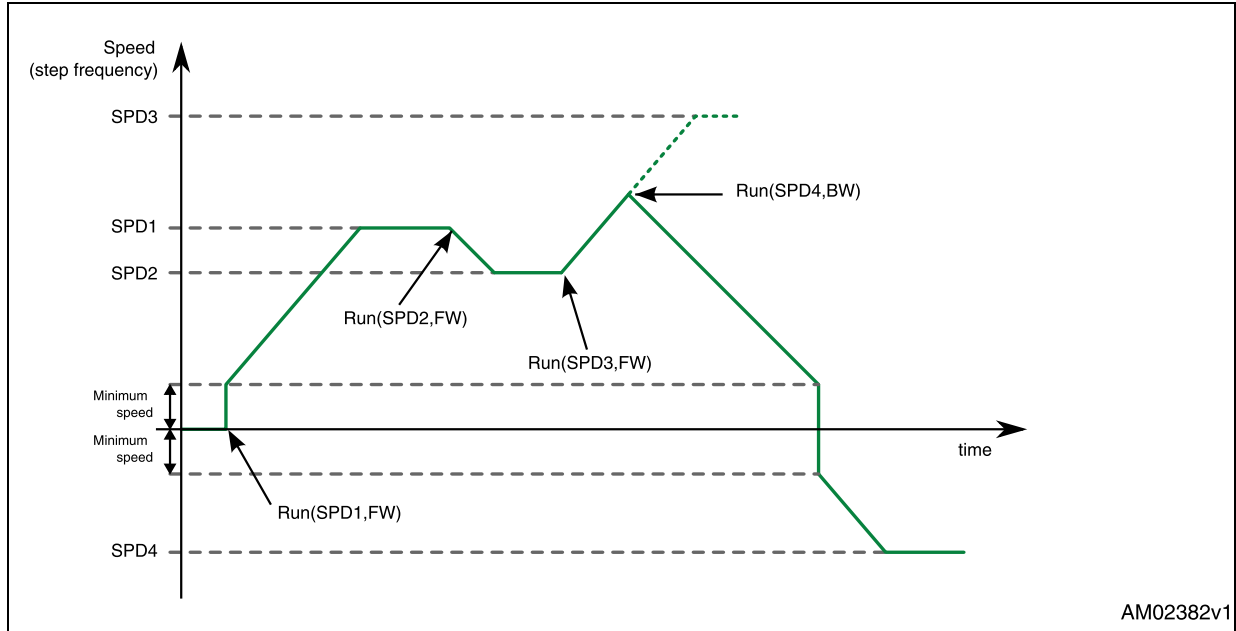 Speed
(step frequency)
SPD3
Run(SPD4,BW)
SPD1
SPD2
Run(SPD2,FW)
Run(SPD3,FW)
Minimum
speed
Minimum
speed
time
Run(SPD1,FW)
SPD4
AM02382v1